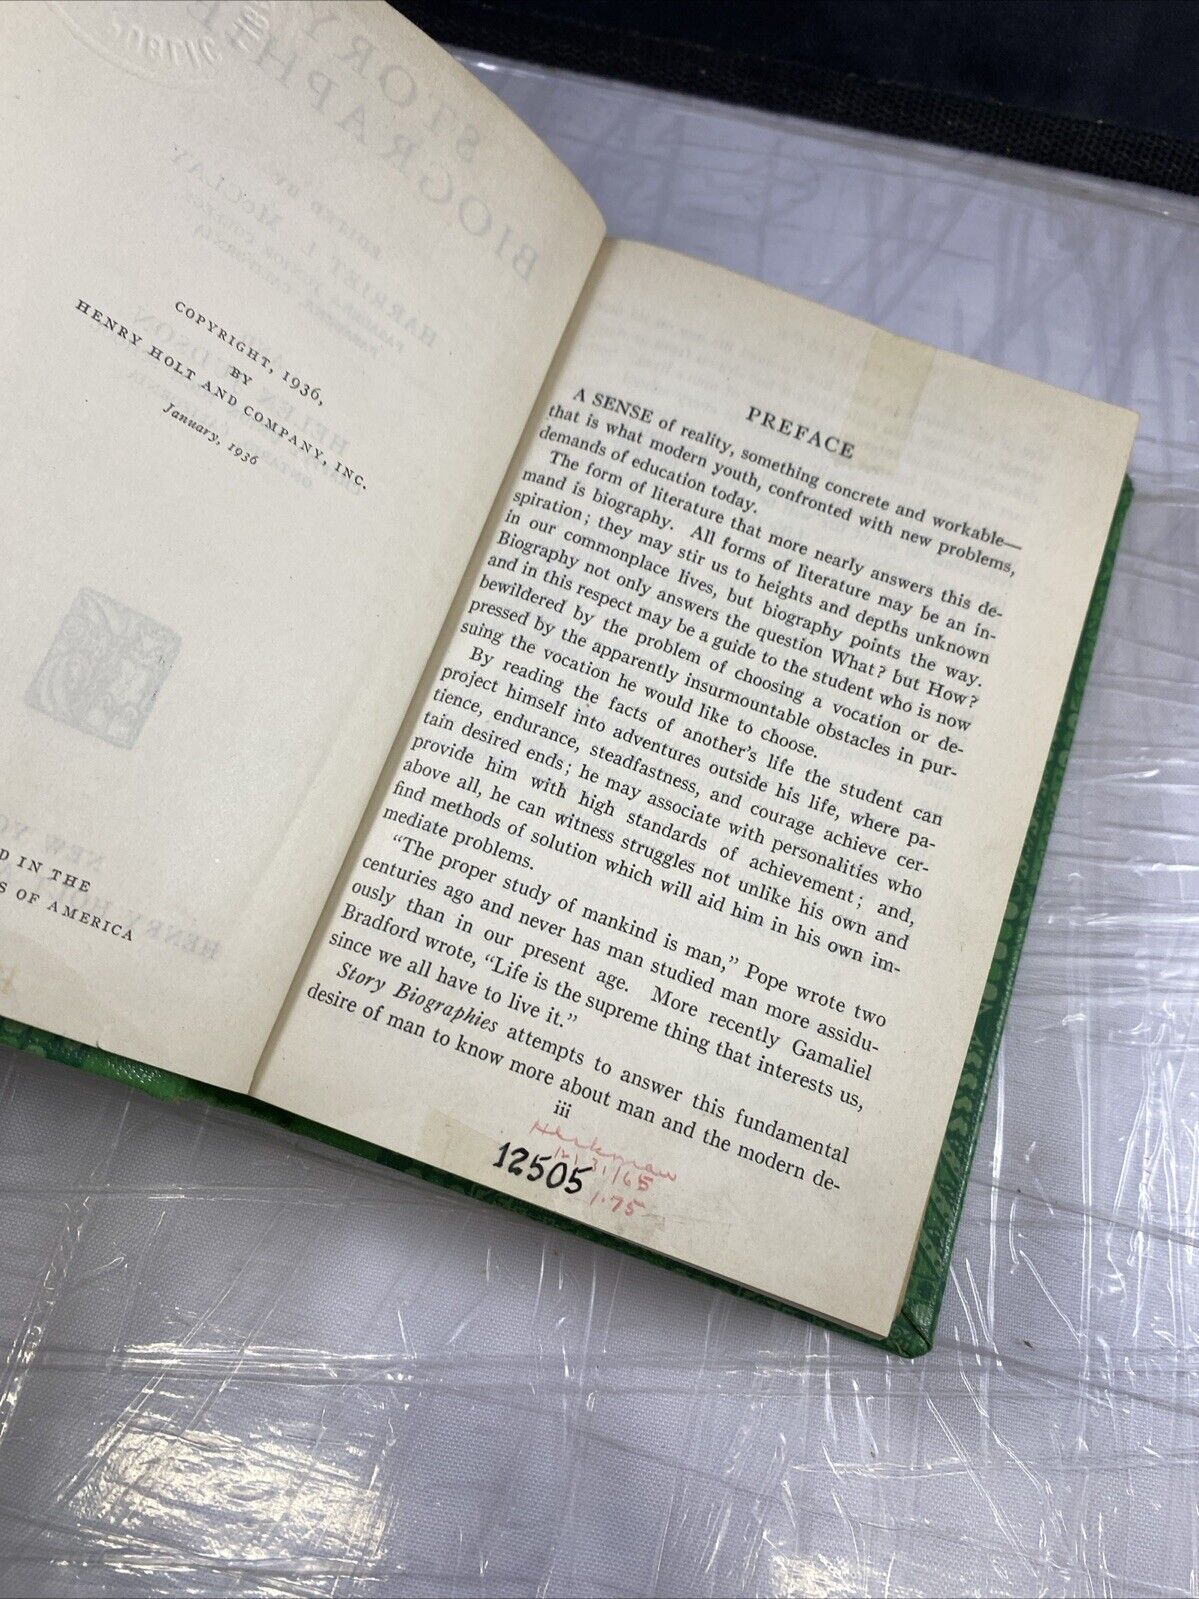 COPYRIGHT, 1936,
BY
HENRY HOLT AND COMPANY, INC.
January, 1936
D IN THE
S OF AMERICA
PREFACE
A SENSE of reality, something concrete and workable—
that is what modern youth, confronted with new problems,
demands of education today.
The form of literature that more nearly answers this de-
mand is biography. All forms of literature may be an in-
spiration; they may stir us to heights and depths unknown
in our commonplace lives, but biography points the way.
Biography not only answers the question What? but How?
and in this respect may be a guide to the student who is now
bewildered by the problem of choosing a vocation or de-
pressed by the apparently insurmountable obstacles in pur-
suing the vocation he would like to choose.
By reading the facts of another's life the student can
project himself into adventures outside his life, where pa-
tience, endurance, steadfastness, and courage achieve cer-
tain desired ends; he may associate with personalities who
provide him with high standards of achievement; and,
above all, he can witness struggles not unlike his own and
find methods of solution which will aid him in his own im-
mediate problems.
"The proper study of mankind is man," Pope wrote two
centuries ago and never has man studied man more assidu-
ously than in our present age. More recently Gamaliel
Bradford wrote, "Life is the supreme thing that interests us,
since we all have to live it."
Story Biographies attempts to answer this fundamental
desire of man to know more about man and the modern de-
iii
12505
12/31/65
1.75